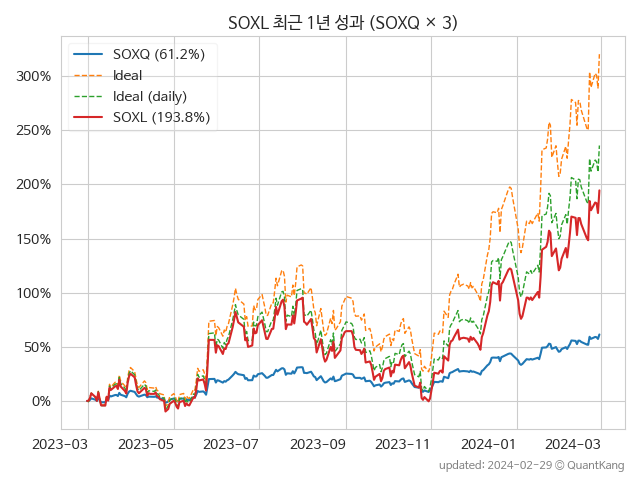 SOXL 최근 1년 성과 (SOXQ × 3)
SOXQ (61.2%)
Ideal
Ideal (daily)
SOXL (193.8%)
300%
250%
200%
150%
100%
50%
0%
2023-03 2023-05 2023-07 2023-09 2023-11 2024-01 2024-03
updated: 2024-02-29 © QuantKang